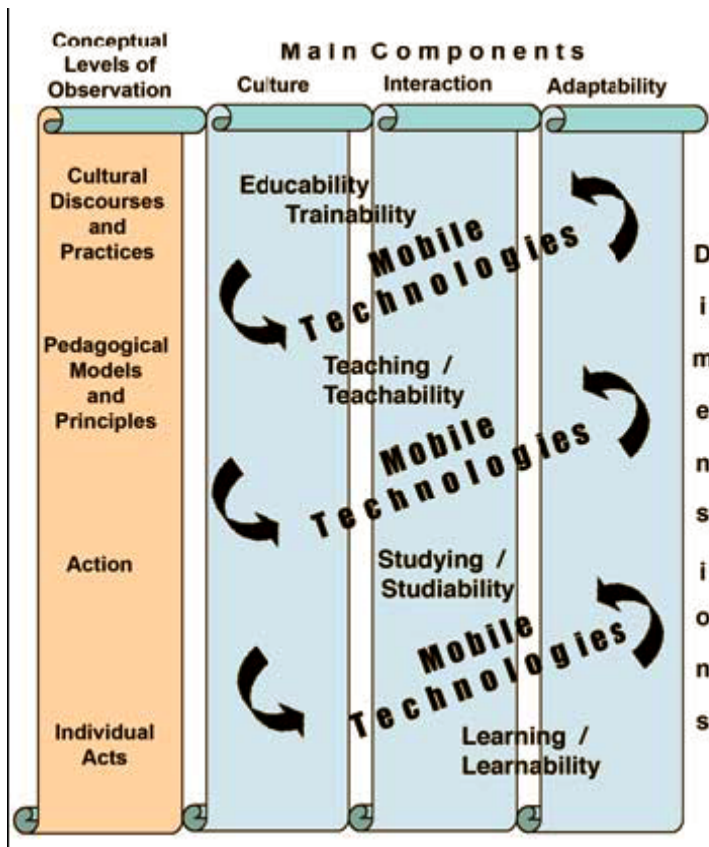 Conceptual
Levels of
Observation
Main Components
Culture
Interaction
Adaptability
Cultural
Discourses
and
Practices
Educability
Trainability
Mobile
Technologies
Pedagogical
Models
and
Principles
Teaching /
Teachability
Mobile
Technologies
Action
Studying /
Studiability
Mobile
Technologies
Individual
Acts
Learning /
Learnability
Dimensions